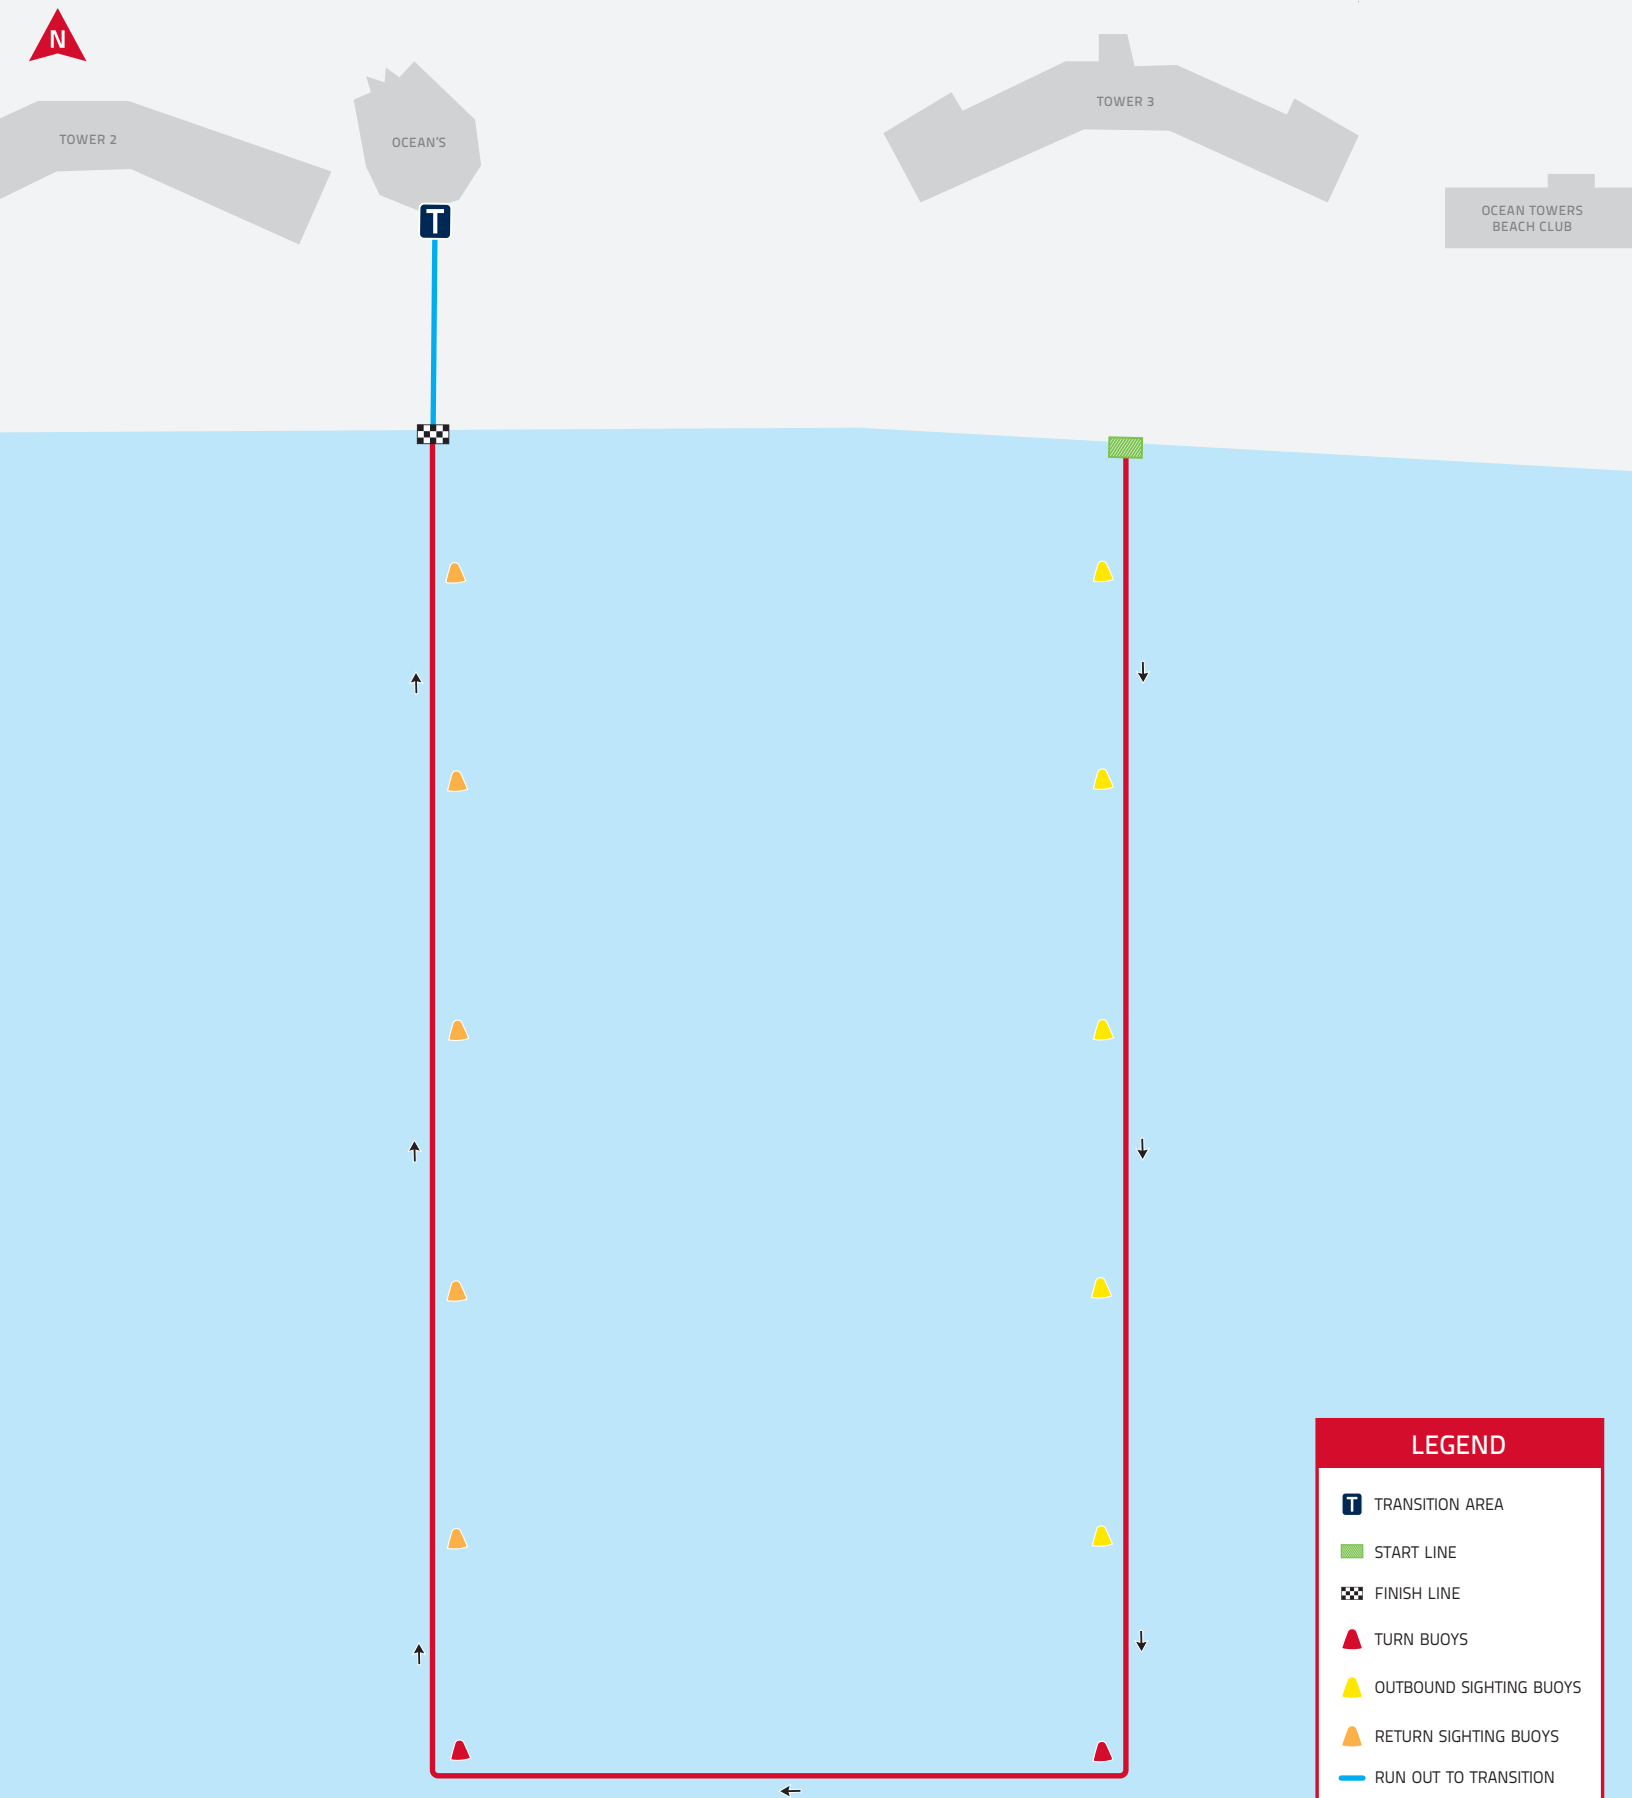 N
TOWER 2
OCEAN'S
TOWER 3
OCEAN TOWERS
BEACH CLUB
T
LEGEND
T TRANSITION AREA
START LINE
FINISH LINE
TURN BUOYS
OUTBOUND SIGHTING BUOYS
RETURN SIGHTING BUOYS
RUN OUT TO TRANSITION